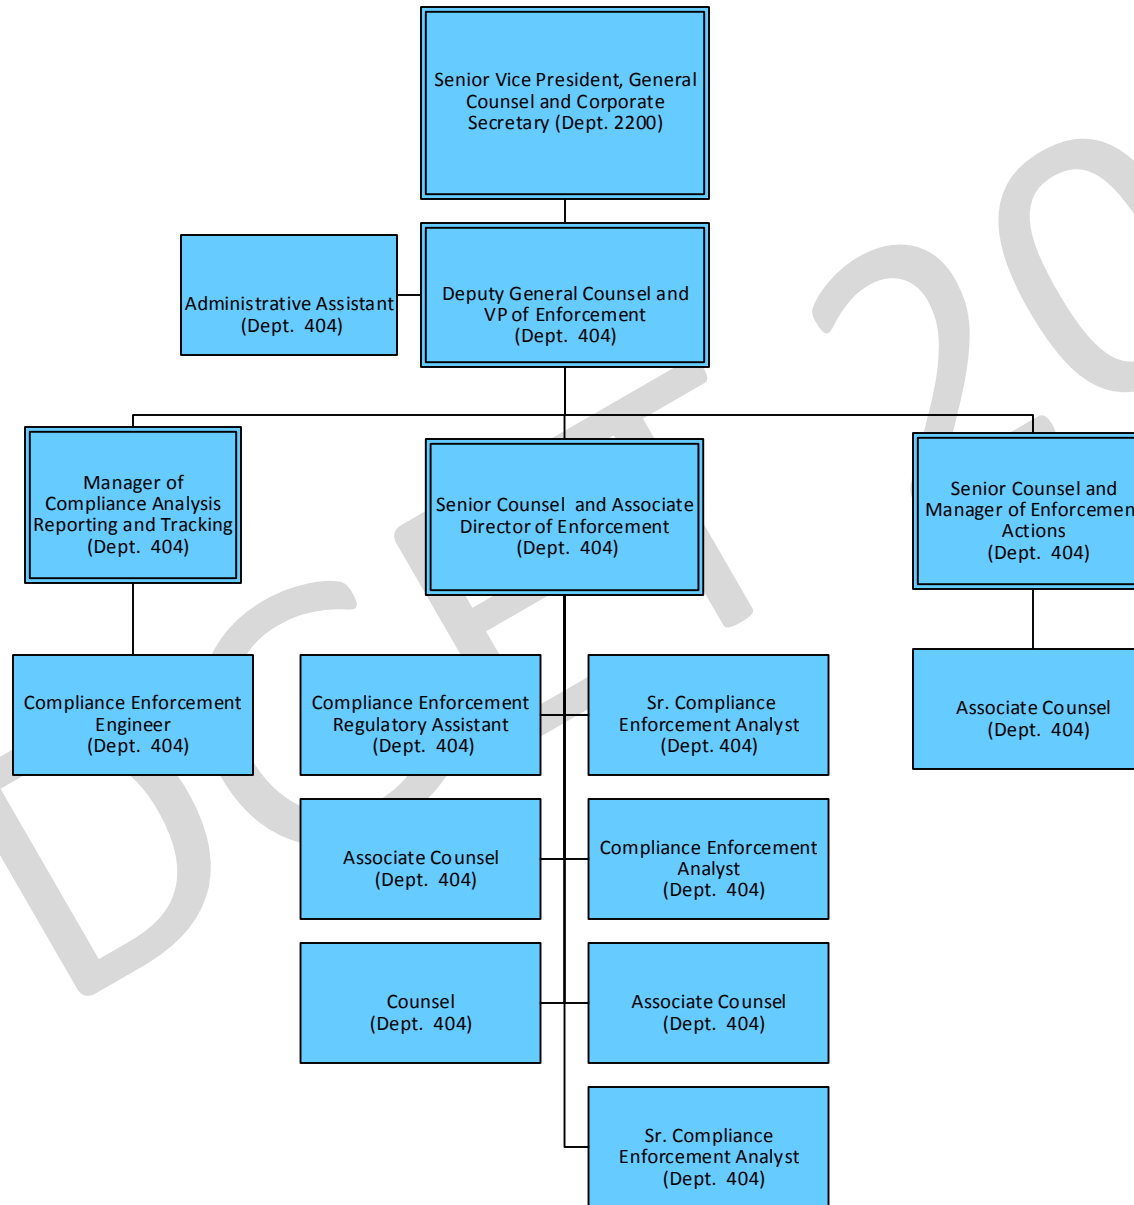 Senior Vice President, General
Counsel and Corporate
Secretary (Dept. 2200)
Administrative Assistant
(Dept. 404)
Deputy General Counsel and
VP of Enforcement
(Dept. 404)
Manager of
Compliance Analysis
Reporting and Tracking
(Dept. 404)
Senior Counsel and Associate
Director of Enforcement
(Dept. 404)
Senior Counsel and
Manager of Enforcemen
Actions
(Dept. 404)
Compliance Enforcement
Engineer
(Dept. 404)
Compliance Enforcement
Regulatory Assistant
(Dept. 404)
Sr. Compliance
Enforcement Analyst
(Dept. 404)
Associate Counsel
(Dept. 404)
Associate Counsel
(Dept. 404)
Compliance Enforcement
Analyst
(Dept. 404)
Counsel
(Dept. 404)
Associate Counsel
(Dept. 404)
Sr. Compliance
Enforcement Analyst
(Dept. 404)